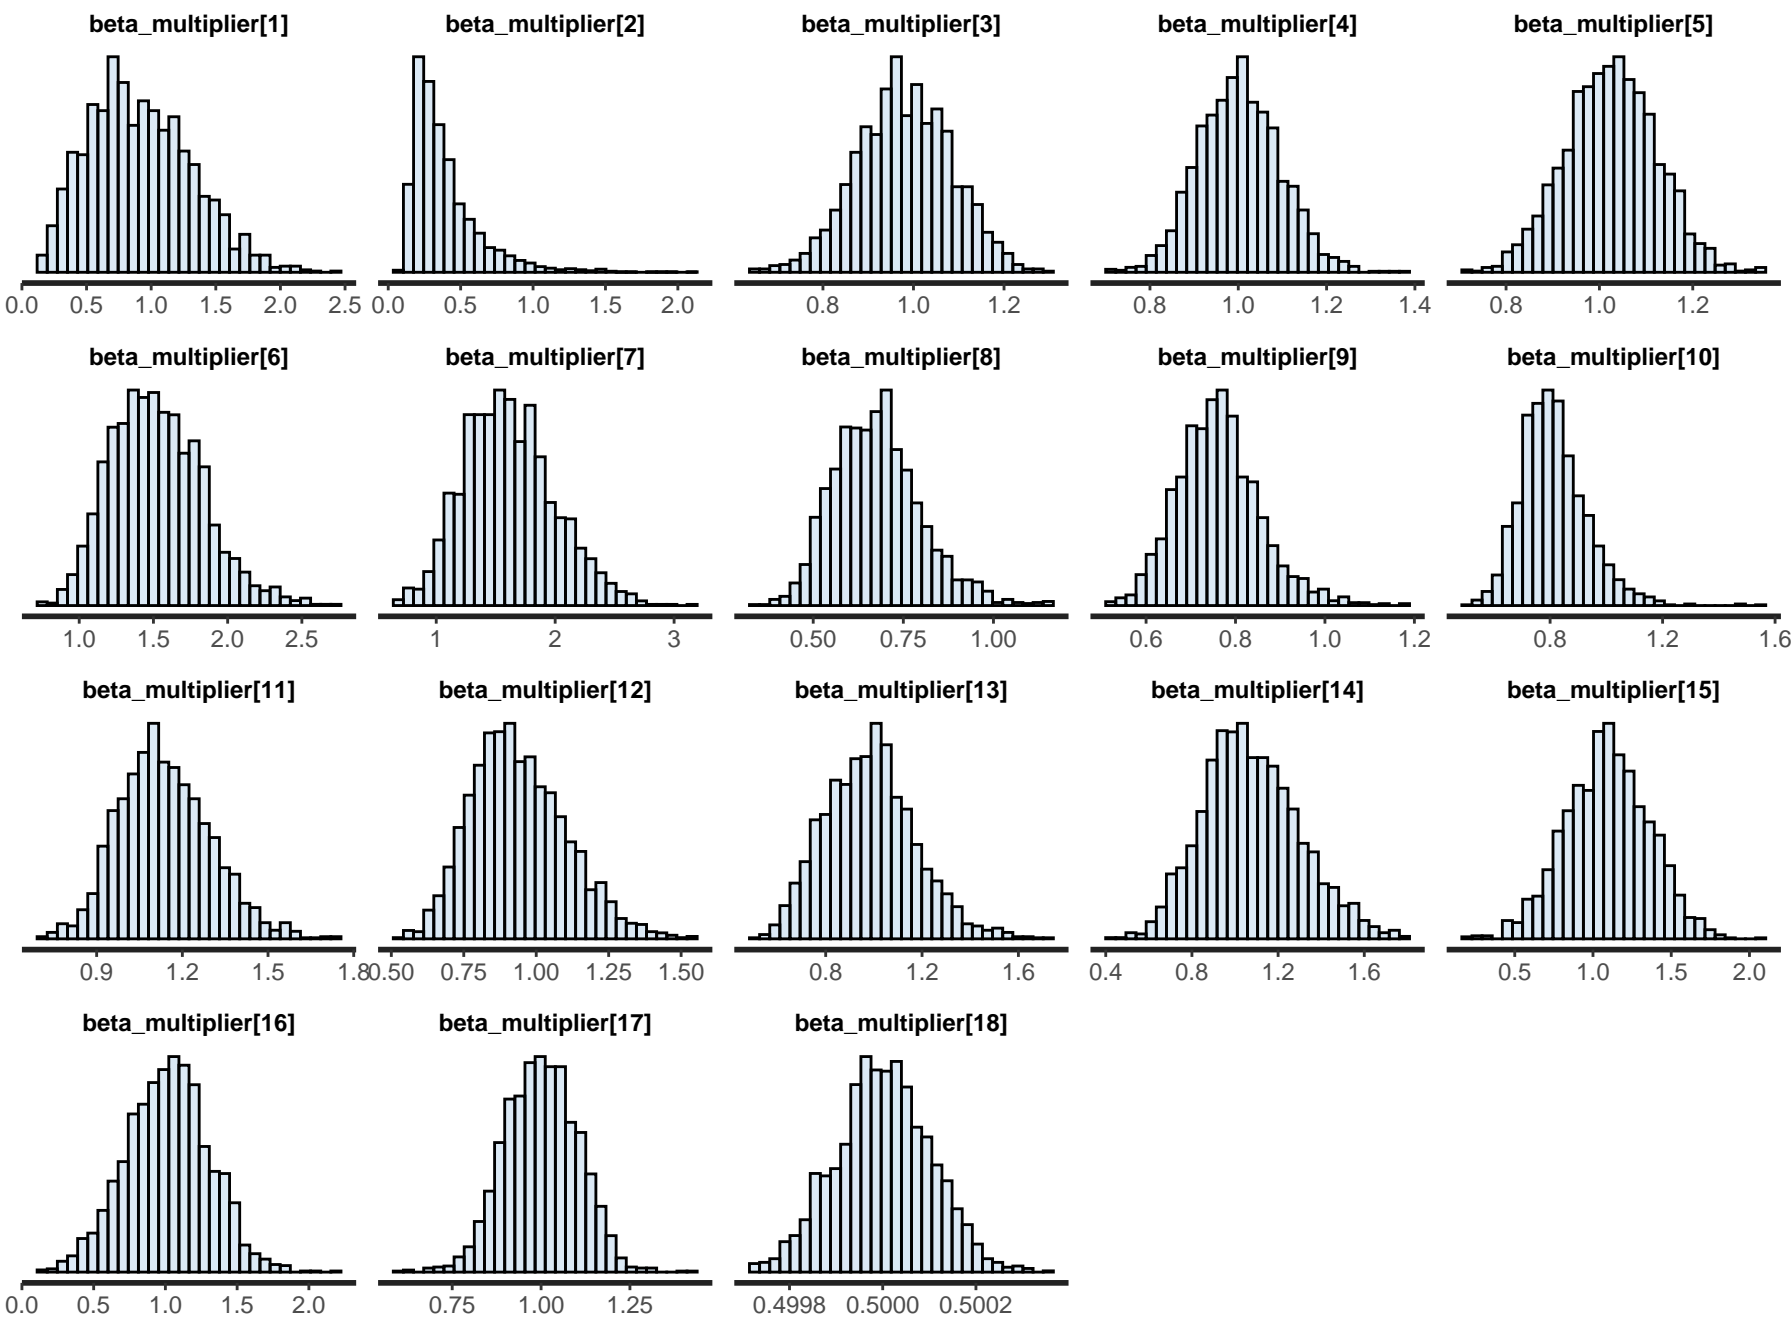 beta_multiplier[1] beta_multiplier[2] beta_multiplier[3] beta_multiplier[4] beta_multiplier[5]
0.0 0.5 1.0 1.5 2.0 2.5 0.0 0.5 1.0 1.5 2.0 0.8 1.0 1.2 0.8 1.0 1.2 1.4 0.8 1.0 1.2
beta_multiplier[6] beta_multiplier[7] beta_multiplier[8] beta_multiplier[9] beta_multiplier[10]
1.0 1.5 2.0 2.5 1 2 3 0.50 0.75 1.00 0.6 0.8 1.0 1.2 0.8 1.2 1.6
beta_multiplier[11] beta_multiplier[12] beta_multiplier[13] beta_multiplier[14] beta_multiplier[15]
0.9 1.2 1.5 1.8 0.50 0.75 1.00 1.25 1.50 0.8 1.2 1.6 0.4 0.8 1.2 1.6 0.5 1.0 1.5 2.0
beta_multiplier[16] beta_multiplier[17] beta_multiplier[18]
0.0 0.5 1.0 1.5 2.0 0.75 1.00 1.25 0.4998 0.5000 0.5002